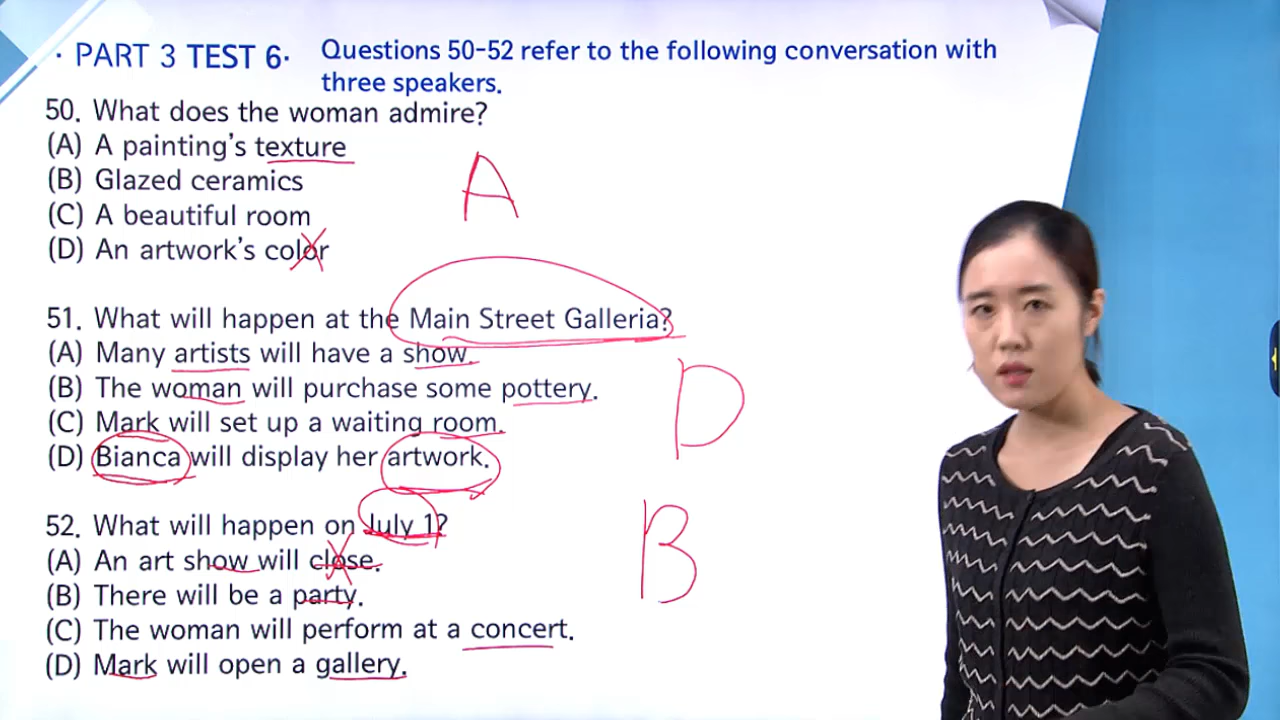 · PART 3 TEST 6·
Questions 50-52 refer to the following conversation with
three speakers.
50. What does the woman admire?
(A) A painting's texture
(B) Glazed ceramics
(C) A beautiful room
(D) An artwork's color
A
51. What will happen at the Main Street Galleria?
(A) Many artists will have a show.
(B) The woman will purchase some pottery.
(C) Mark will set up a waiting room.
(D) Bianca will display her artwork.
D
52. What will happen on July 1?
(A) An art show will close.
(B) There will be a party.
(C) The woman will perform at a concert.
(D) Mark will open a gallery.
B